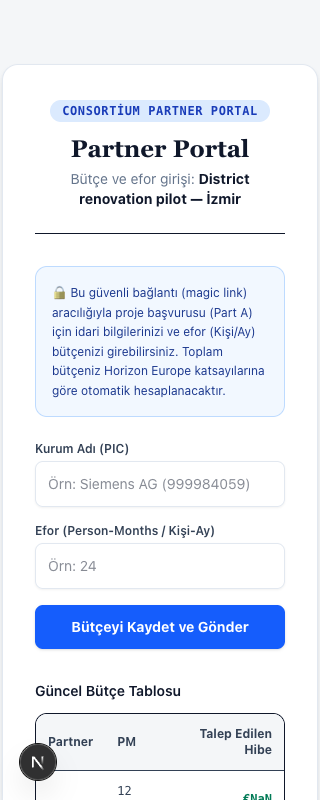 CONSORTİUM PARTNER PORTAL
Partner Portal
Bütçe ve efor girişi: District
renovation pilot — İzmir
🔒 Bu güvenli bağlantı (magic link)
aracılığıyla proje başvurusu (Part A)
için idari bilgilerinizi ve efor (Kişi/Ay)
bütçenizi girebilirsiniz. Toplam
bütçeniz Horizon Europe katsayılarına
göre otomatik hesaplanacaktır.
Kurum Adı (PIC)
Örn: Siemens AG (999984059)
Efor (Person-Months / Kişi-Ay)
Örn: 24
Bütçeyi Kaydet ve Gönder
Güncel Bütçe Tablosu
Partner PM Talep Edilen
Hibe
N
12
€NaN